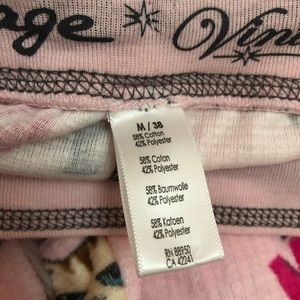 age Vin
M / 38
58% Cotton
42% Polyester
58% Coton
42% Polyester
58% Baumwolle
42% Polyester
58% Katoen
42% Polyester
RN 88950
CA 42241